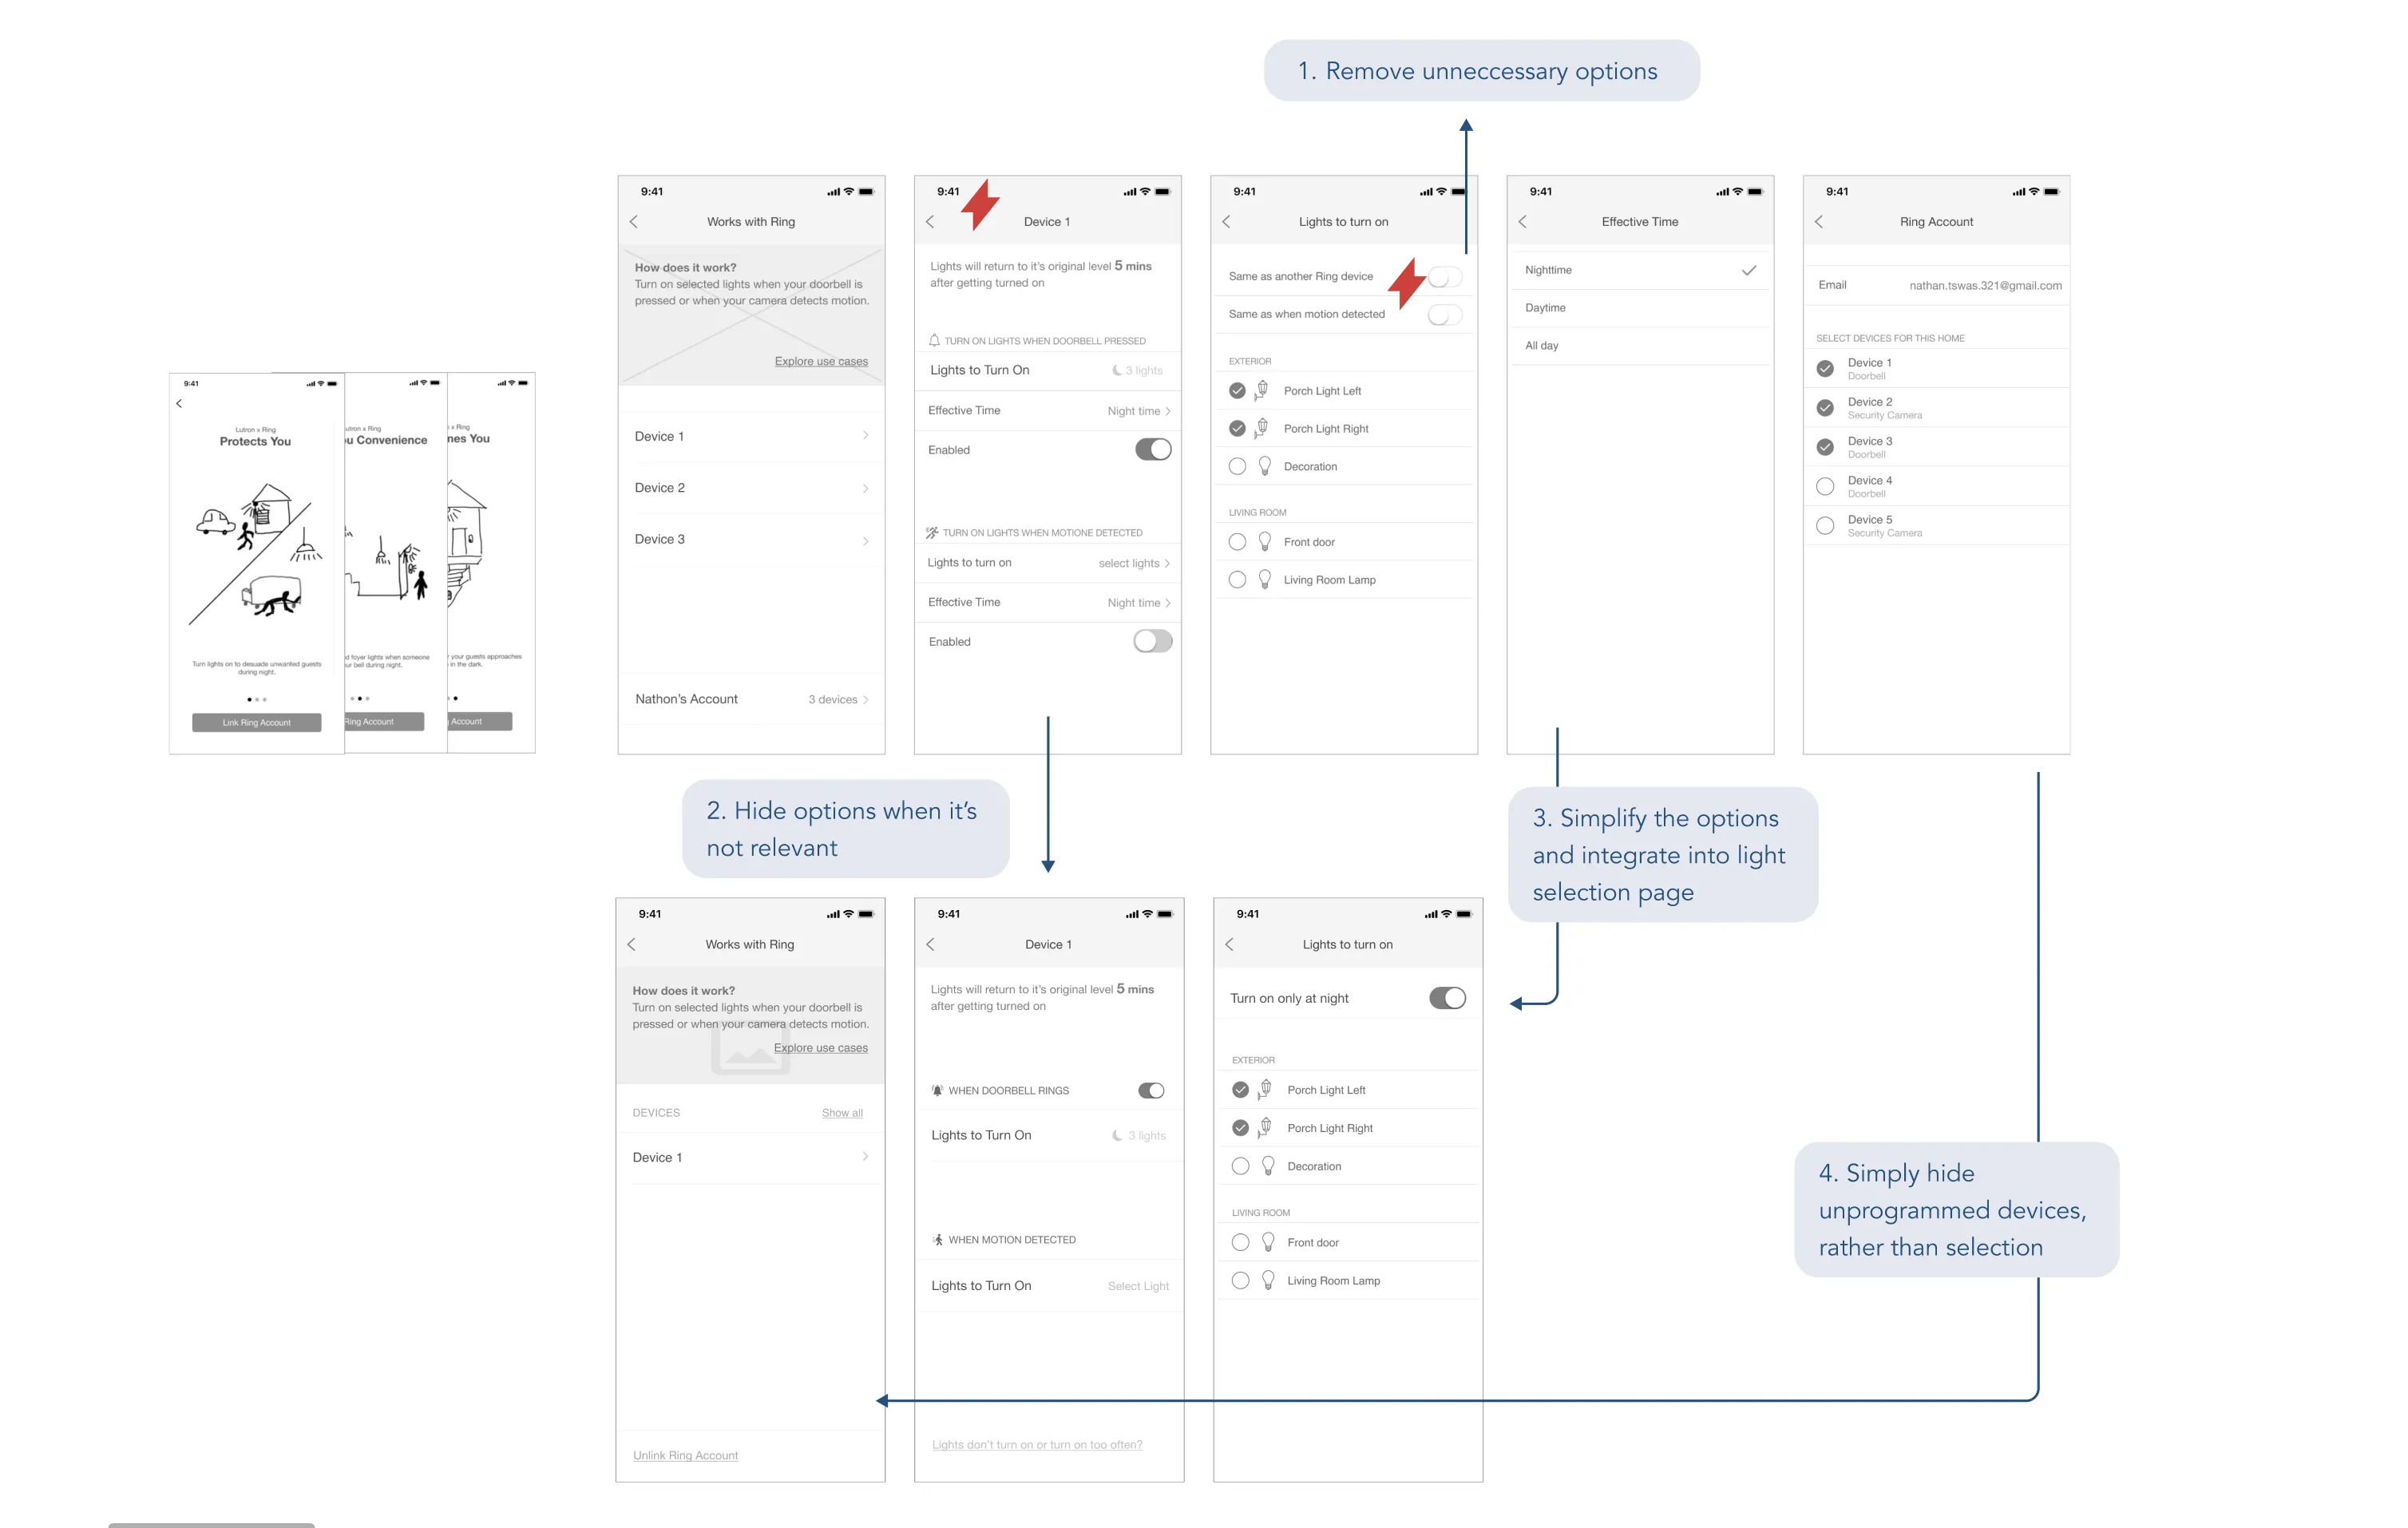 1. Remove unneccessary options
9:41
Lutron x Ring
Protects You
Turn lights on to desuade unwanted guests
during night.
Link Ring Account
utron x Ring
u Convenience
d foyer lights when someone
ur bell during night.
Ring Account
x Ring
nes You
your guests approaches
in the dark.
Account
9:41
Works with Ring
How does it work?
Turn on selected lights when your doorbell is
pressed or when your camera detects motion.
Explore use cases
Device 1
Device 2
Device 3
Nathon's Account 3 devices
9:41
Device 1
Lights will return to it's original level 5 mins
after getting turned on
TURN ON LIGHTS WHEN DOORBELL PRESSED
Lights to Turn On 3 lights
Effective Time Night time
Enabled
TURN ON LIGHTS WHEN MOTIONE DETECTED
Lights to turn on select lights
Effective Time Night time
Enabled
9:41
Lights to turn on
Same as another Ring device
Same as when motion detected
EXTERIOR
Porch Light Left
Porch Light Right
Decoration
LIVING ROOM
Front door
Living Room Lamp
9:41
Effective Time
Nighttime
Daytime
All day
9:41
Ring Account
Email nathan.tswas.321@gmail.com
SELECT DEVICES FOR THIS HOME
Device 1
Doorbell
Device 2
Security Camera
Device 3
Doorbell
Device 4
Doorbell
Device 5
Security Camera
2. Hide options when it's
not relevant
3. Simplify the options
and integrate into light
selection page
9:41
Works with Ring
How does it work?
Turn on selected lights when your doorbell is
pressed or when your camera detects motion.
Explore use cases
DEVICES Show all
Device 1
Unlink Ring Account
9:41
Device 1
Lights will return to it's original level 5 mins
after getting turned on
WHEN DOORBELL RINGS
Lights to Turn On 3 lights
WHEN MOTION DETECTED
Lights to Turn On Select Light
Lights don't turn on or turn on too often?
9:41
Lights to turn on
Turn on only at night
EXTERIOR
Porch Light Left
Porch Light Right
Decoration
LIVING ROOM
Front door
Living Room Lamp
4. Simply hide
unprogrammed devices,
rather than selection